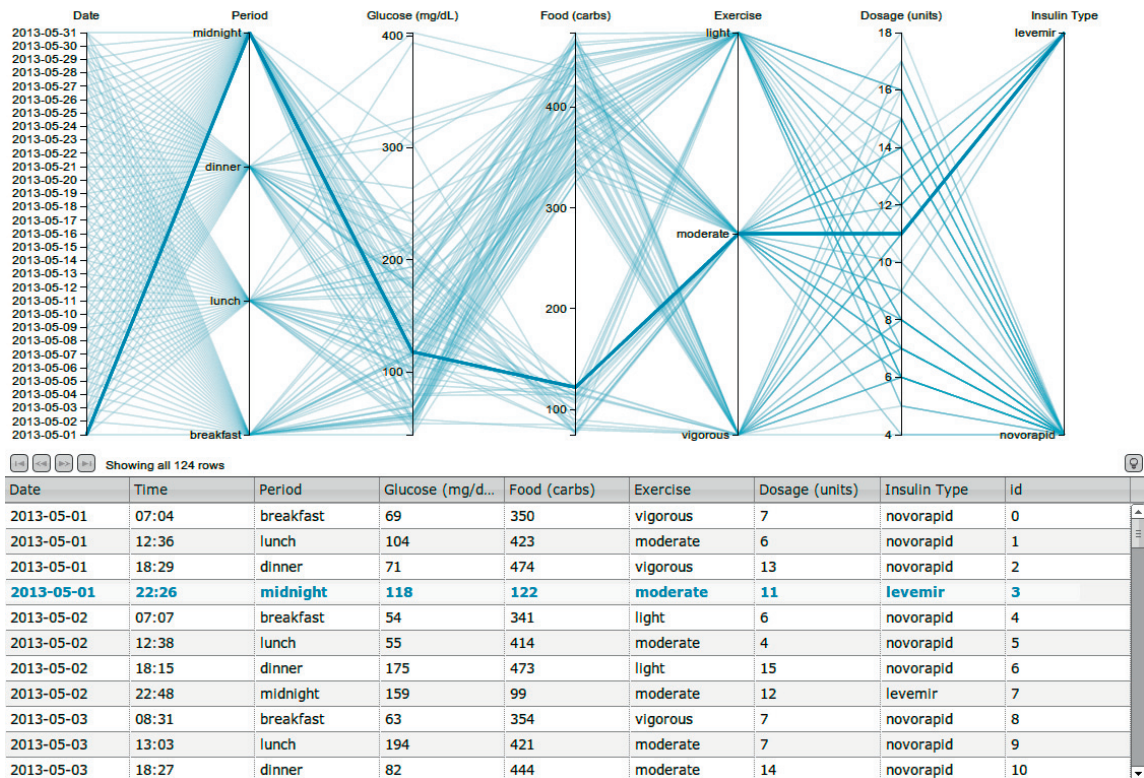 Date Period Glucose (mg/dL) Food (carbs) Exercise Dosage (units) Insulin Type
2013-05-31 midnight 400 light 18 levemir
2013-05-30
2013-05-29
2013-05-28
2013-05-27 16
2013-05-26 400
2013-05-25
2013-05-24 14
2013-05-23 300
2013-05-22
2013-05-21 dinner
2013-05-20
2013-05-19 12
2013-05-18 300
2013-05-17
2013-05-16 moderate
2013-05-15
2013-05-14 10
2013-05-13 200
2013-05-12
2013-05-11 lunch
2013-05-10 200
2013-05-09 8
2013-05-08
2013-05-07
2013-05-06 100
2013-05-05 6
2013-05-04
2013-05-03 100
2013-05-02
2013-05-01 breakfast vigorous 4 novorapid
Showing all 124 rows
Date Time Period Glucose (mg/d... Food (carbs) Exercise Dosage (units) Insulin Type id
2013-05-01 07:04 breakfast 69 350 vigorous 7 novorapid 0
2013-05-01 12:36 lunch 104 423 moderate 6 novorapid 1
2013-05-01 18:29 dinner 71 474 vigorous 13 novorapid 2
2013-05-01 22:26 midnight 118 122 moderate 11 levemir 3
2013-05-02 07:07 breakfast 54 341 light 6 novorapid 4
2013-05-02 12:38 lunch 55 414 moderate 4 novorapid 5
2013-05-02 18:15 dinner 175 473 light 15 novorapid 6
2013-05-02 22:48 midnight 159 99 moderate 12 levemir 7
2013-05-03 08:31 breakfast 63 354 vigorous 7 novorapid 8
2013-05-03 13:03 lunch 194 421 moderate 7 novorapid 9
2013-05-03 18:27 dinner 82 444 moderate 14 novorapid 10